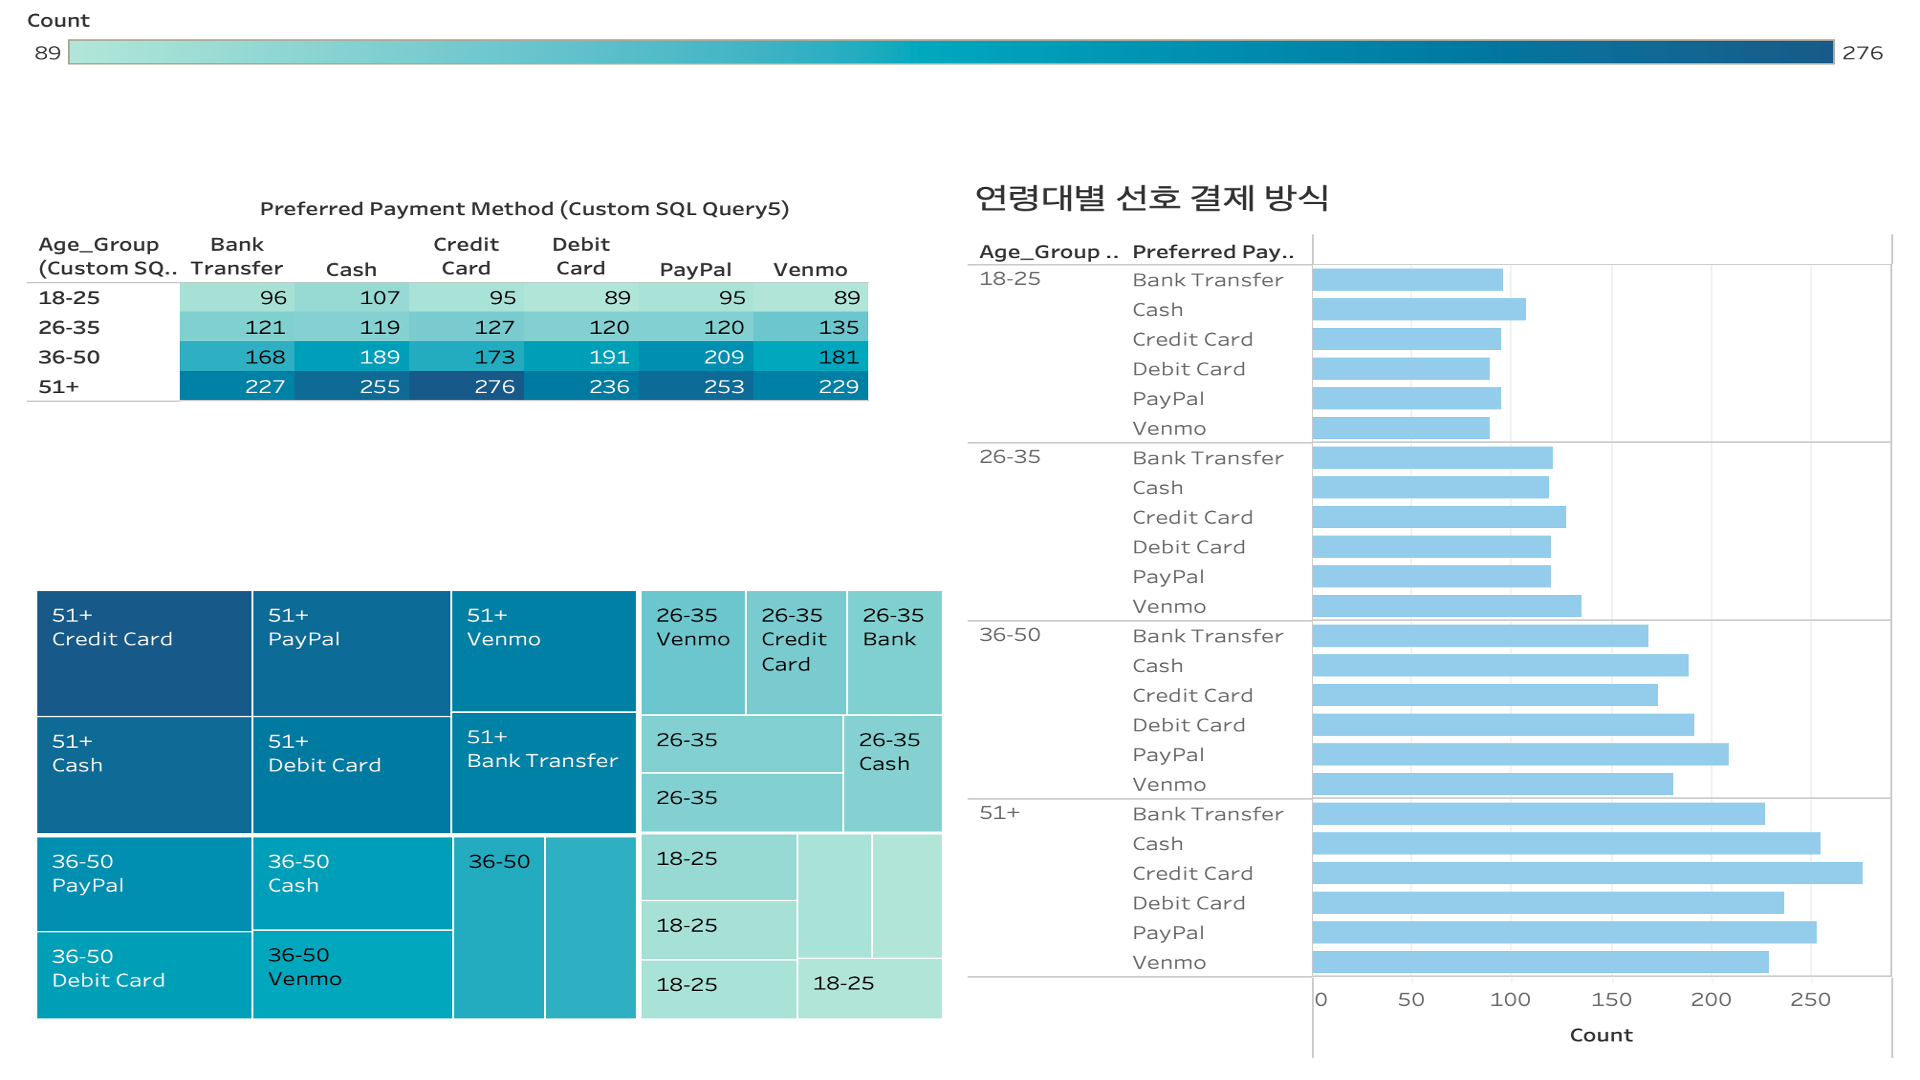 Count
89 276
Preferred Payment Method (Custom SQL Query5)
Age_Group Bank Credit Debit
(Custom SQ.. Transfer Cash Card Card PayPal Venmo
18-25 96 107 95 89 95 89
26-35 121 119 127 120 120 135
36-50 168 189 173 191 209 181
51+ 227 255 276 236 253 229
51+
Credit Card
51+
PayPal
51+
Venmo
26-35
Venmo
26-35
Credit
Card
26-35
Bank
51+
Cash
51+
Debit Card
51+
Bank Transfer
26-35
26-35
26-35
Cash
36-50
PayPal
36-50
Cash
36-50
18-25
18-25
36-50
Debit Card
36-50
Venmo
18-25
18-25
연령대별 선호 결제 방식
Age_Group .. Preferred Pay..
18-25 Bank Transfer
Cash
Credit Card
Debit Card
PayPal
Venmo
26-35 Bank Transfer
Cash
Credit Card
Debit Card
PayPal
Venmo
36-50 Bank Transfer
Cash
Credit Card
Debit Card
PayPal
Venmo
51+ Bank Transfer
Cash
Credit Card
Debit Card
PayPal
Venmo
0 50 100 150 200 250
Count